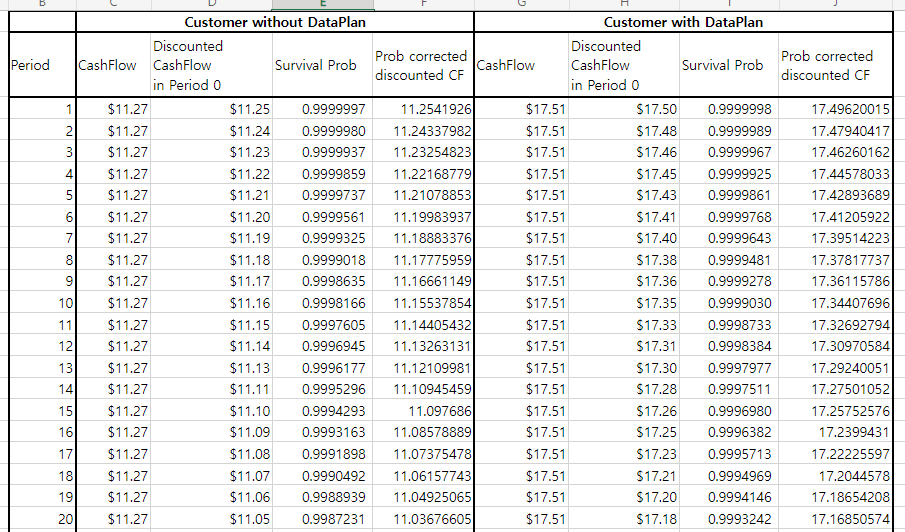 B C D E F G H I J
Customer without DataPlan Customer with DataPlan
Period CashFlow Discounted CashFlow in Period 0 Survival Prob Prob corrected discounted CF CashFlow Discounted CashFlow in Period 0 Survival Prob Prob corrected discounted CF
1 $11.27 $11.25 0.9999997 11.2541926 $17.51 $17.50 0.9999998 17.49620015
2 $11.27 $11.24 0.9999980 11.24337982 $17.51 $17.48 0.9999989 17.47940417
3 $11.27 $11.23 0.9999937 11.23254823 $17.51 $17.46 0.9999967 17.46260162
4 $11.27 $11.22 0.9999859 11.22168779 $17.51 $17.45 0.9999925 17.44578033
5 $11.27 $11.21 0.9999737 11.21078853 $17.51 $17.43 0.9999861 17.42893689
6 $11.27 $11.20 0.9999561 11.19983937 $17.51 $17.41 0.9999768 17.41205922
7 $11.27 $11.19 0.9999325 11.18883376 $17.51 $17.40 0.9999643 17.39514223
8 $11.27 $11.18 0.9999018 11.17775959 $17.51 $17.38 0.9999481 17.37817737
9 $11.27 $11.17 0.9998635 11.16661149 $17.51 $17.36 0.9999278 17.36115786
10 $11.27 $11.16 0.9998166 11.15537854 $17.51 $17.35 0.9999030 17.34407696
11 $11.27 $11.15 0.9997605 11.14405432 $17.51 $17.33 0.9998733 17.32692794
12 $11.27 $11.14 0.9996945 11.13263131 $17.51 $17.31 0.9998384 17.30970584
13 $11.27 $11.13 0.9996177 11.12109981 $17.51 $17.30 0.9997977 17.29240051
14 $11.27 $11.11 0.9995296 11.10945459 $17.51 $17.28 0.9997511 17.27501052
15 $11.27 $11.10 0.9994293 11.097686 $17.51 $17.26 0.9996980 17.25752576
16 $11.27 $11.09 0.9993163 11.08578889 $17.51 $17.25 0.9996382 17.2399431
17 $11.27 $11.08 0.9991898 11.07375478 $17.51 $17.23 0.9995713 17.22225597
18 $11.27 $11.07 0.9990492 11.06157743 $17.51 $17.21 0.9994969 17.2044578
19 $11.27 $11.06 0.9988939 11.04925065 $17.51 $17.20 0.9994146 17.18654208
20 $11.27 $11.05 0.9987231 11.03676605 $17.51 $17.18 0.9993242 17.16850574